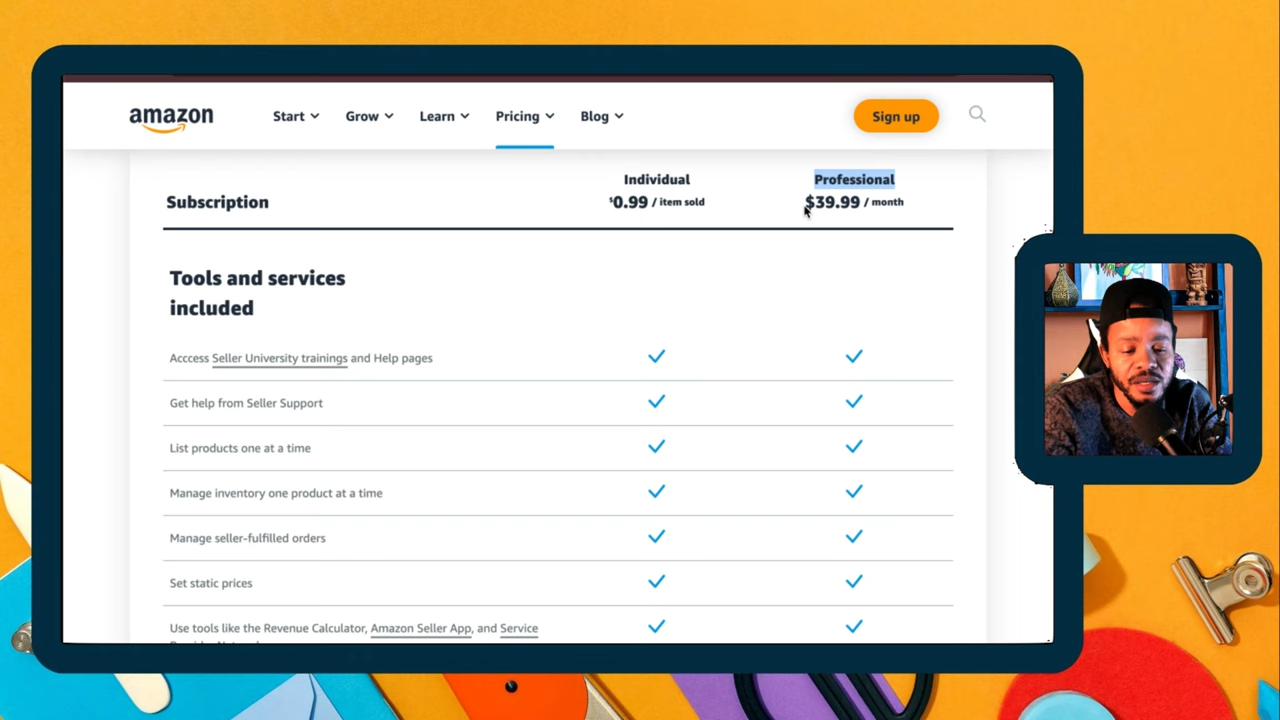 amazon
Start
Grow
Learn
Pricing
Blog
Sign up
Individual
Professional
Subscription
$0.99 / item sold
$39.99 / month
Tools and services
included
Acccess Seller University trainings and Help pages
Get help from Seller Support
List products one at a time
Manage inventory one product at a time
Manage seller-fulfilled orders
Set static prices
Use tools like the Revenue Calculator, Amazon Seller App, and Service